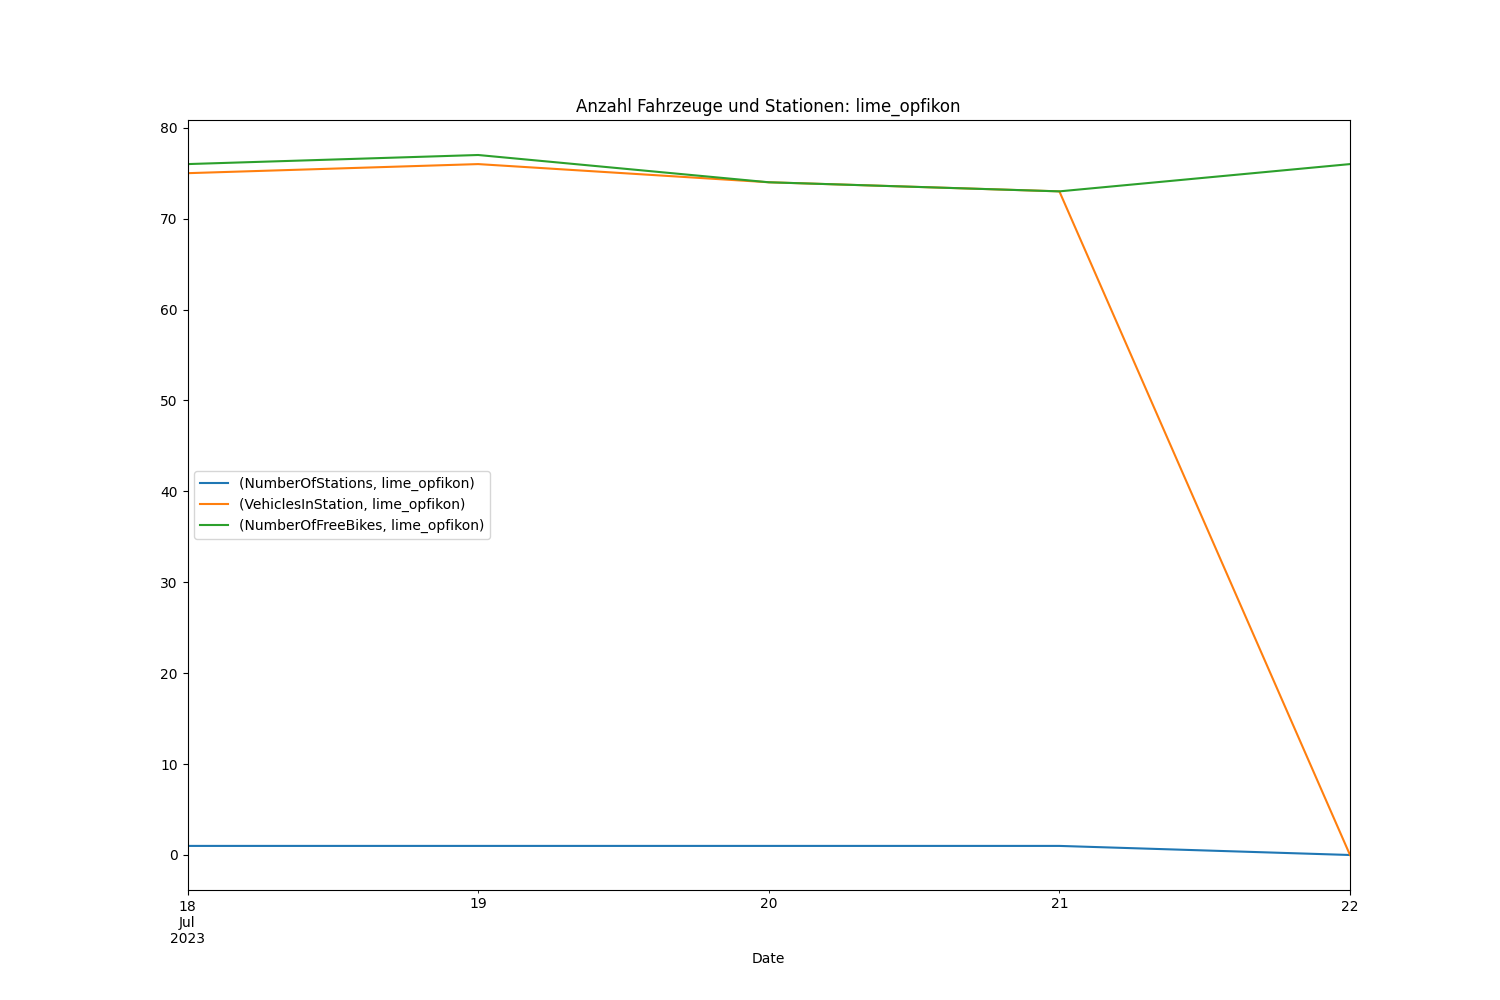 Anzahl Fahrzeuge und Stationen: lime_opfikon
80
70
60
50
40
30
20
10
0
(NumberOfStations, lime_opfikon)
(VehiclesInStation, lime_opfikon)
(NumberOfFreeBikes, lime_opfikon)
18 19 20 21 22
Jul
2023
Date